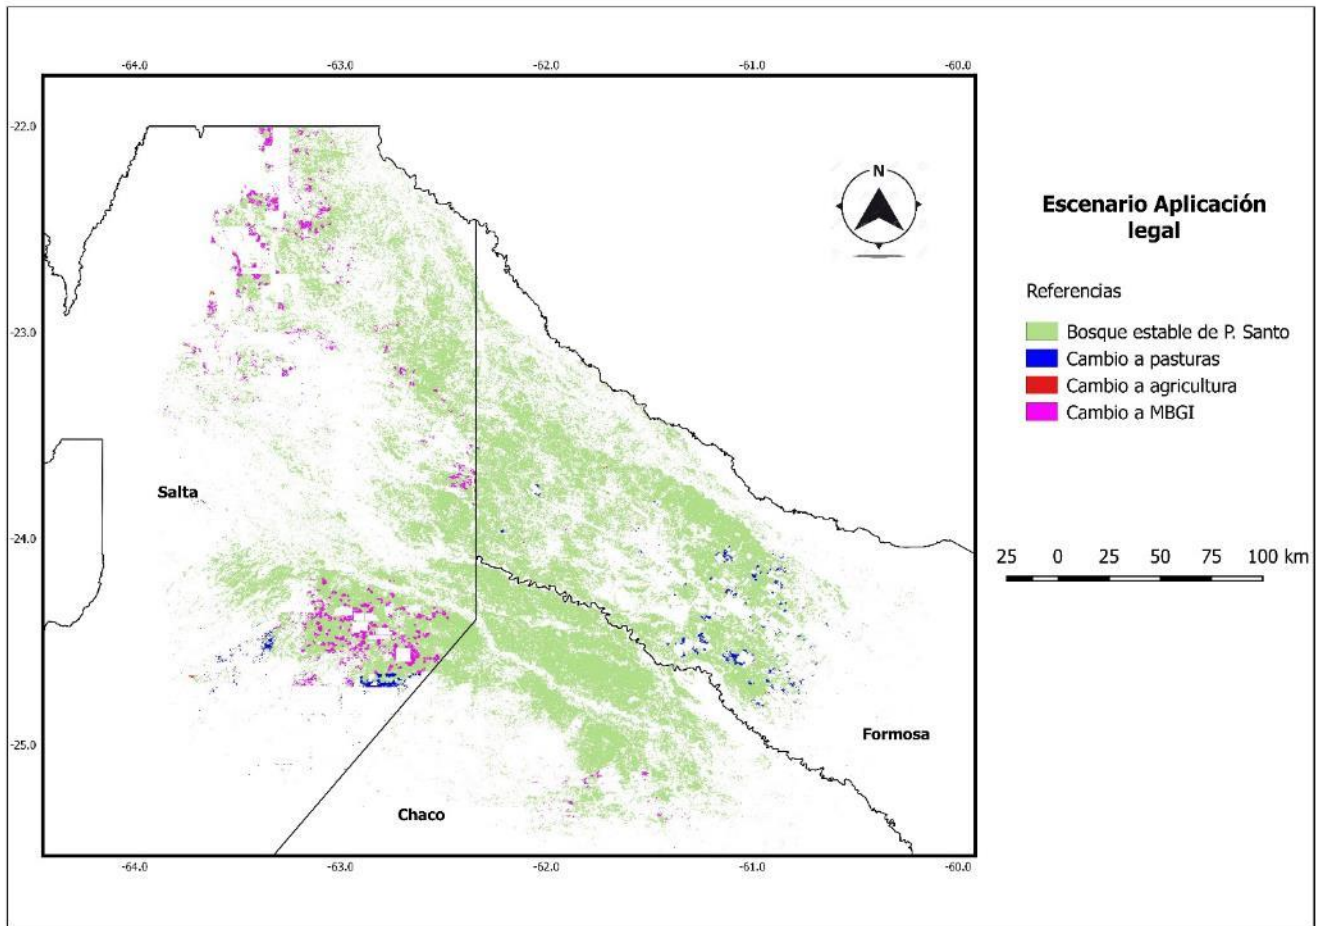 -64.0 -63.0 -62.0 -61.0 -60.0
-22.0
N
Escenario Aplicación
legal
Referencias
Bosque estable de P. Santo
Cambio a pasturas
Cambio a agricultura
Cambio a MBGI
-23.0
Salta
-24.0
25 0 25 50 75 100 km
-25.0
Formosa
Chaco
-64.0 -63.0 -62.0 -61.0 -60.0